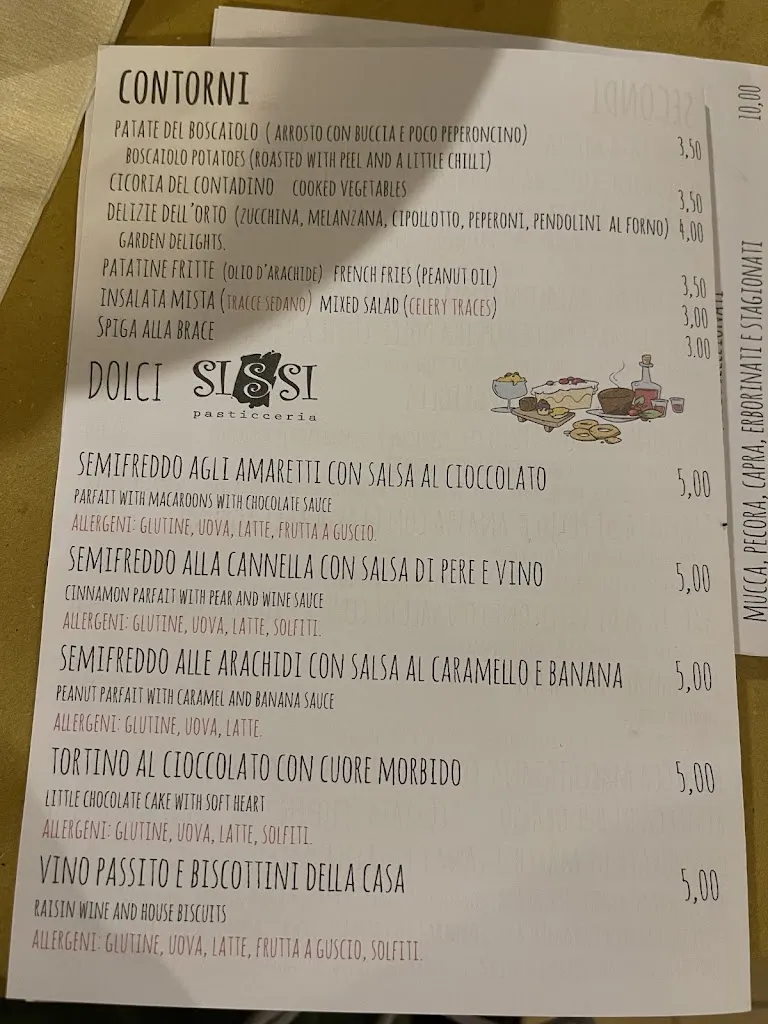 CONTORNI
PATATE DEL BOSCAIOLO (ARROSTO CON BUCCIA E POCO PEPERONCINO)
BOSCAIOLO POTATOES (ROASTED WITH PEEL AND A LITTLE CHILLI) 3,50
CICORIA DEL CONTADINO COOKED VEGETABLES 3,50
DELIZIE DELL'ORTO (ZUCCHINA, MELANZANA, CIPOLLOTTO, PEPERONI, PENDOLINI AL FORNO) 4,00
GARDEN DELIGHTS.
PATATINE FRITTE (OLIO D'ARACHIDE) FRENCH FRIES (PEANUT OIL) 3,50
INSALATA MISTA (TRACCE SEDANO) MIXED SALAD (CELERY TRACES) 3,00
SPIGA ALLA BRACE 3.00
DOLCI SISSI
pasticceria
SEMIFREDDO AGLI AMARETTI CON SALSA AL CIOCCOLATO 5,00
PARFAIT WITH MACAROONS WITH CHOCOLATE SAUCE
ALLERGENI: GLUTINE, UOVA, LATTE, FRUTTA A GUSCIO.
SEMIFREDDO ALLA CANNELLA CON SALSA DI PERE E VINO 5,00
CINNAMON PARFAIT WITH PEAR AND WINE SAUCE
ALLERGENI: GLUTINE, UOVA, LATTE, SOLFITI.
SEMIFREDDO ALLE ARACHIDI CON SALSA AL CARAMELLO E BANANA 5,00
PEANUT PARFAIT WITH CARAMEL AND BANANA SAUCE
ALLERGENI: GLUTINE, UOVA, LATTE.
TORTINO AL CIOCCOLATO CON CUORE MORBIDO 5,00
LITTLE CHOCOLATE CAKE WITH SOFT HEART
ALLERGENI: GLUTINE, UOVA, LATTE, SOLFITI.
VINO PASSITO E BISCOTTINI DELLA CASA 5,00
RAISIN WINE AND HOUSE BISCUITS
ALLERGENI: GLUTINE, UOVA, LATTE, FRUTTA A GUSCIO, SOLFITI.
MUCCA, PECORA, CAPRA, ERBORINATI E STAGIONATI 10,00
SECONDI